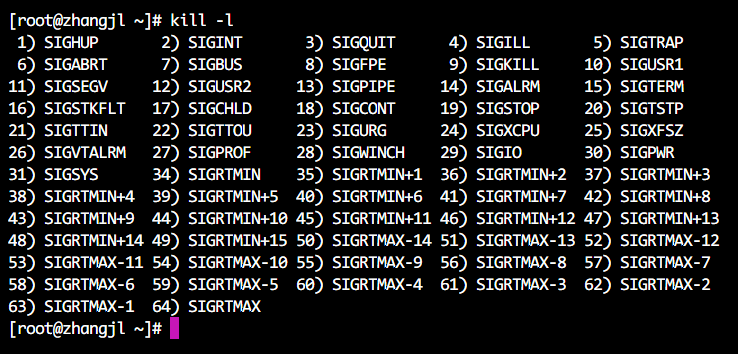 [root@zhangjl ~]# kill -l
 1) SIGHUP       2) SIGINT       3) SIGQUIT      4) SIGILL       5) SIGTRAP
 6) SIGABRT      7) SIGBUS       8) SIGFPE       9) SIGKILL     10) SIGUSR1
11) SIGSEGV     12) SIGUSR2     13) SIGPIPE     14) SIGALRM     15) SIGTERM
16) SIGSTKFLT   17) SIGCHLD     18) SIGCONT     19) SIGSTOP     20) SIGTSTP
21) SIGTTIN     22) SIGTTOU     23) SIGURG      24) SIGXCPU     25) SIGXFSZ
26) SIGVTALRM   27) SIGPROF     28) SIGWINCH    29) SIGIO       30) SIGPWR
31) SIGSYS      34) SIGRTMIN    35) SIGRTMIN+1  36) SIGRTMIN+2  37) SIGRTMIN+3
38) SIGRTMIN+4  39) SIGRTMIN+5  40) SIGRTMIN+6  41) SIGRTMIN+7  42) SIGRTMIN+8
43) SIGRTMIN+9  44) SIGRTMIN+10 45) SIGRTMIN+11 46) SIGRTMIN+12 47) SIGRTMIN+13
48) SIGRTMIN+14 49) SIGRTMIN+15 50) SIGRTMAX-14 51) SIGRTMAX-13 52) SIGRTMAX-12
53) SIGRTMAX-11 54) SIGRTMAX-10 55) SIGRTMAX-9  56) SIGRTMAX-8  57) SIGRTMAX-7
58) SIGRTMAX-6  59) SIGRTMAX-5  60) SIGRTMAX-4  61) SIGRTMAX-3  62) SIGRTMAX-2
63) SIGRTMAX-1  64) SIGRTMAX
[root@zhangjl ~]#